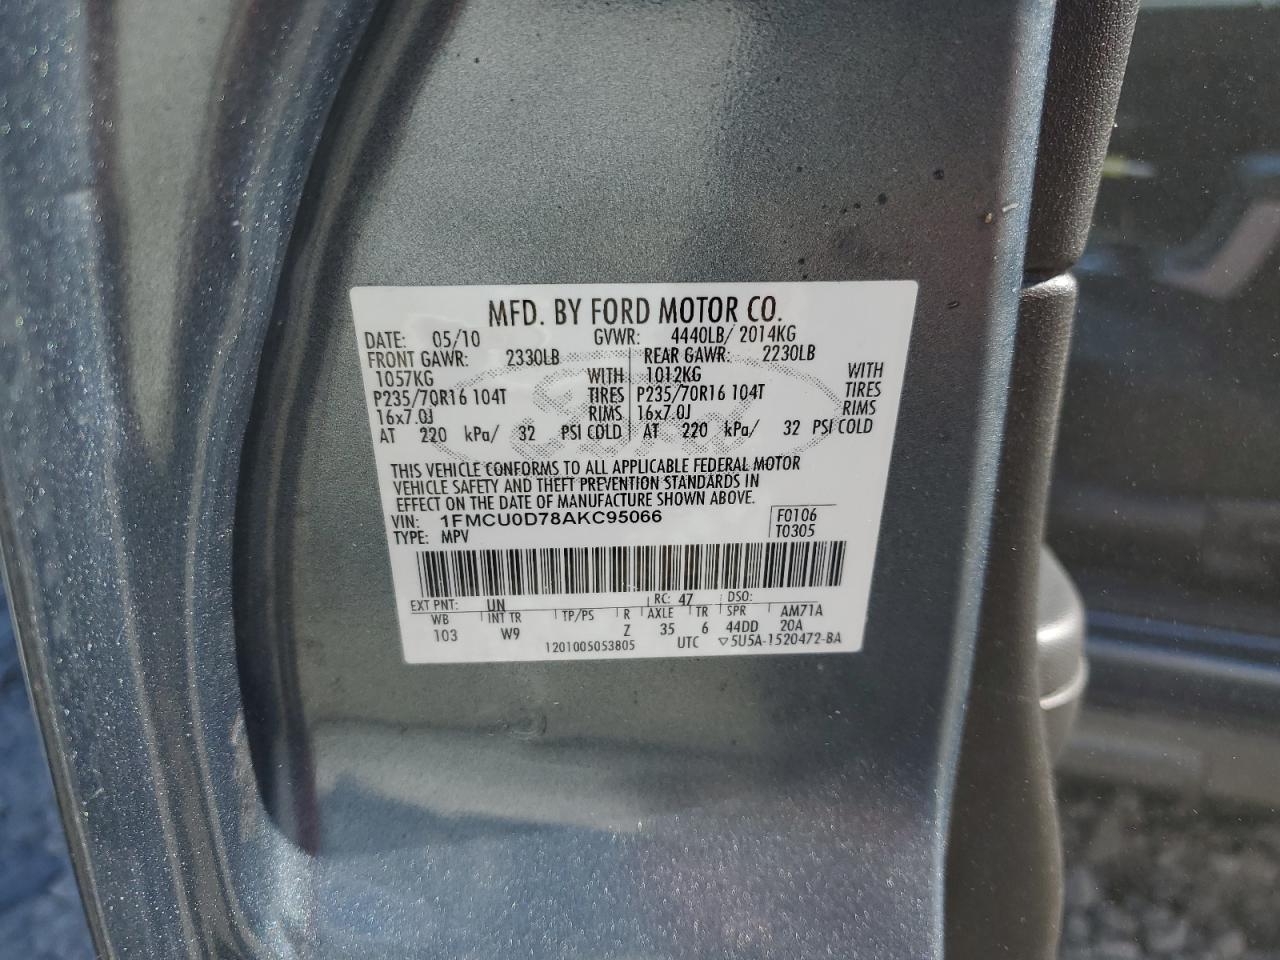 MFD. BY FORD MOTOR CO.
DATE: 05/10 GVWR: 4440LB/ 2014KG
FRONT GAWR: 2330LB REAR GAWR: 2230LB
1057KG WITH 1012KG WITH
P235/70R16 104T TIRES P235/70R16 104T TIRES
16x7.0J RIMS 16x7.0J RIMS
AT 220 kPa/ 32 PSI COLD AT 220 kPa/ 32 PSI COLD
THIS VEHICLE CONFORMS TO ALL APPLICABLE FEDERAL MOTOR
VEHICLE SAFETY AND THEFT PREVENTION STANDARDS IN
EFFECT ON THE DATE OF MANUFACTURE SHOWN ABOVE.
VIN: 1FMCU0D78AKC95066 F0106
TYPE: MPV T0305
EXT PNT: UN RC: 47 DSO:
WB INT TR TP/PS R AXLE TR SPR AM71A
103 W9 Z 35 6 44DD 20A
1201005053805 UTC ▽5U5A-1520472-BA